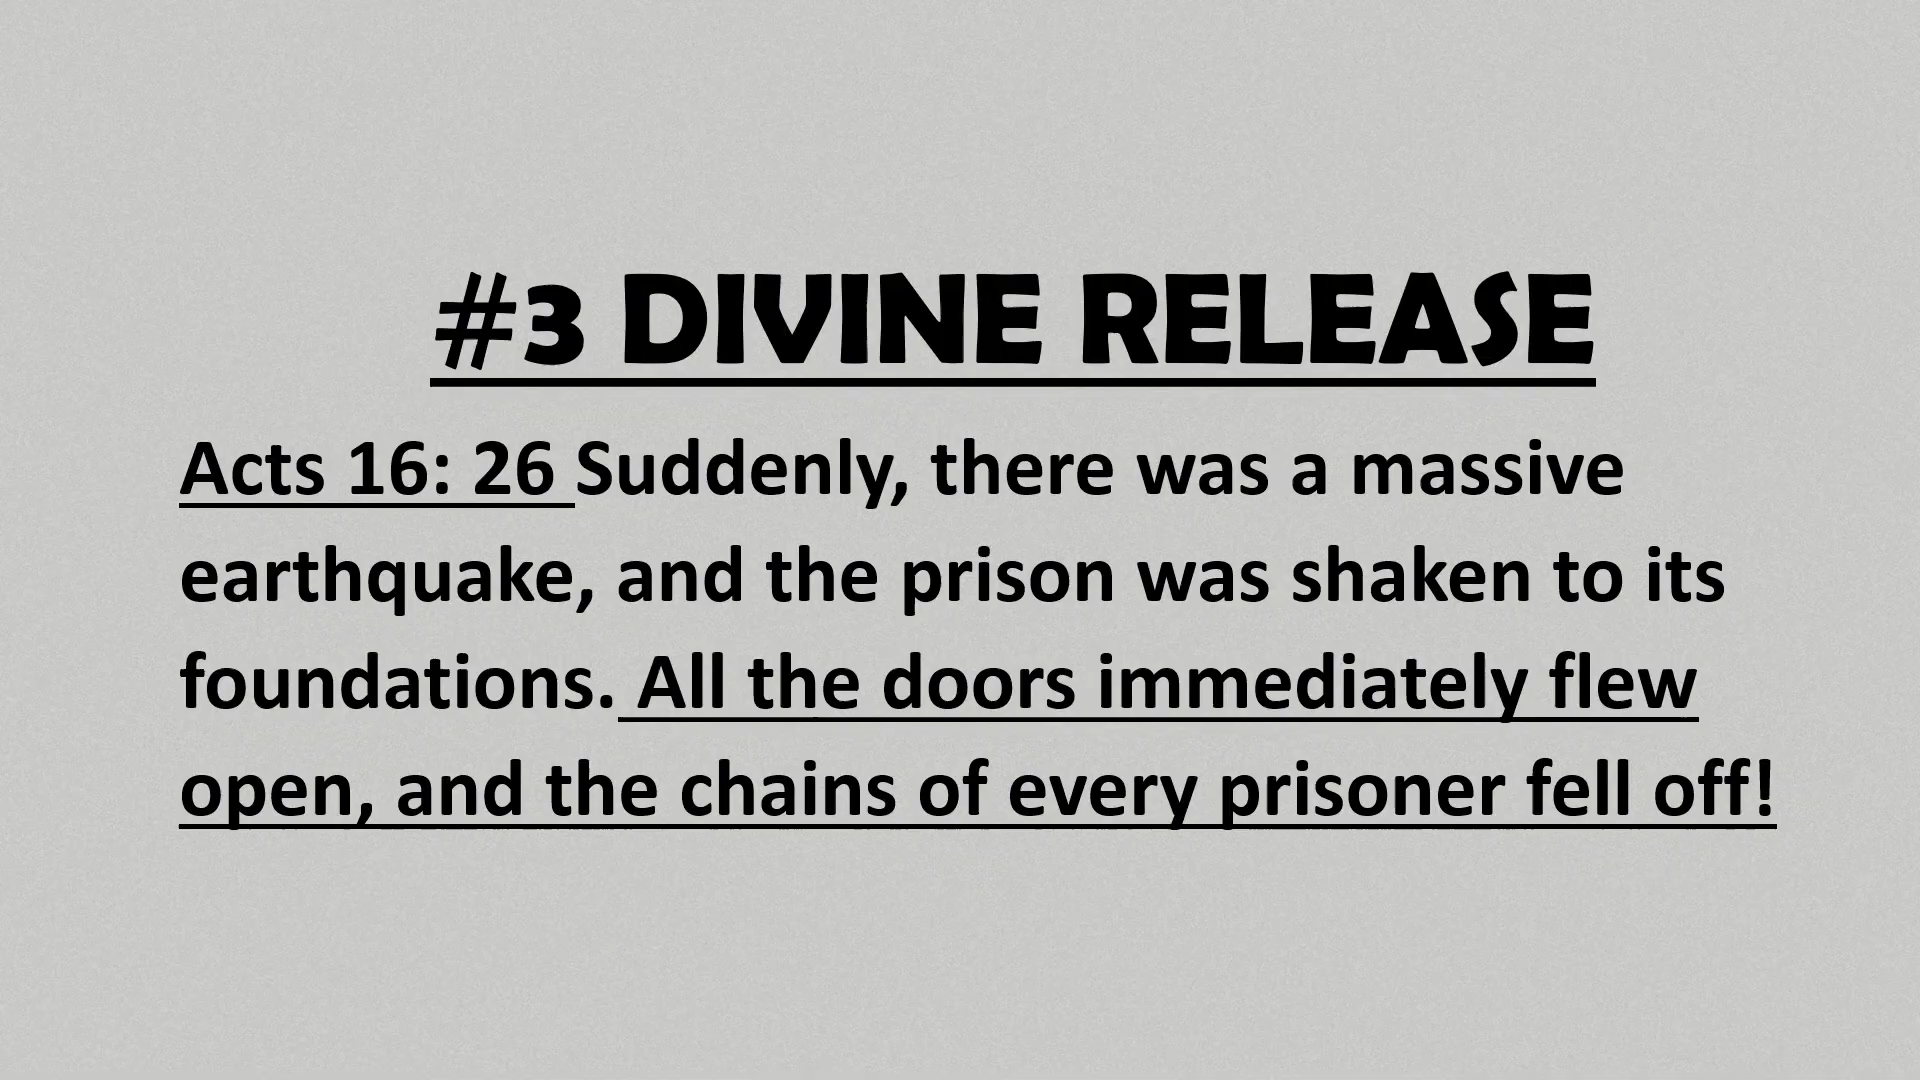 #3 DIVINE RELEASE
Acts 16: 26 Suddenly, there was a massive
earthquake, and the prison was shaken to its
foundations. All the doors immediately flew
open, and the chains of every prisoner fell off!